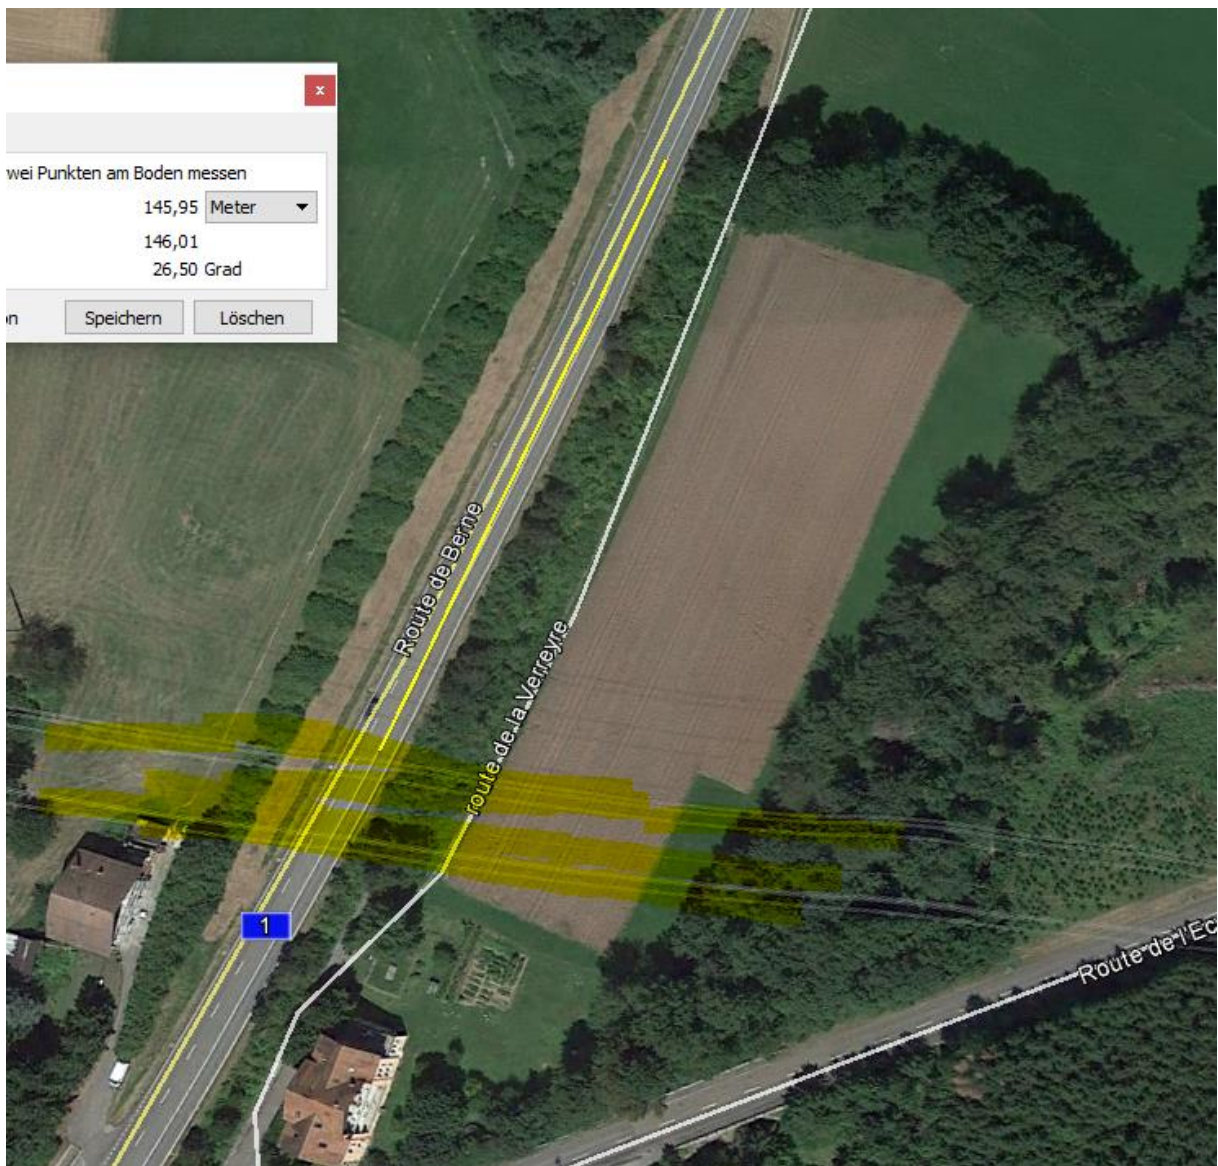 x
wei Punkten am Boden messen
145,95 Meter
146,01
26,50 Grad
on Speichern Löschen
Route de Berne
route de la Verreyre
1
Route de l'Ec